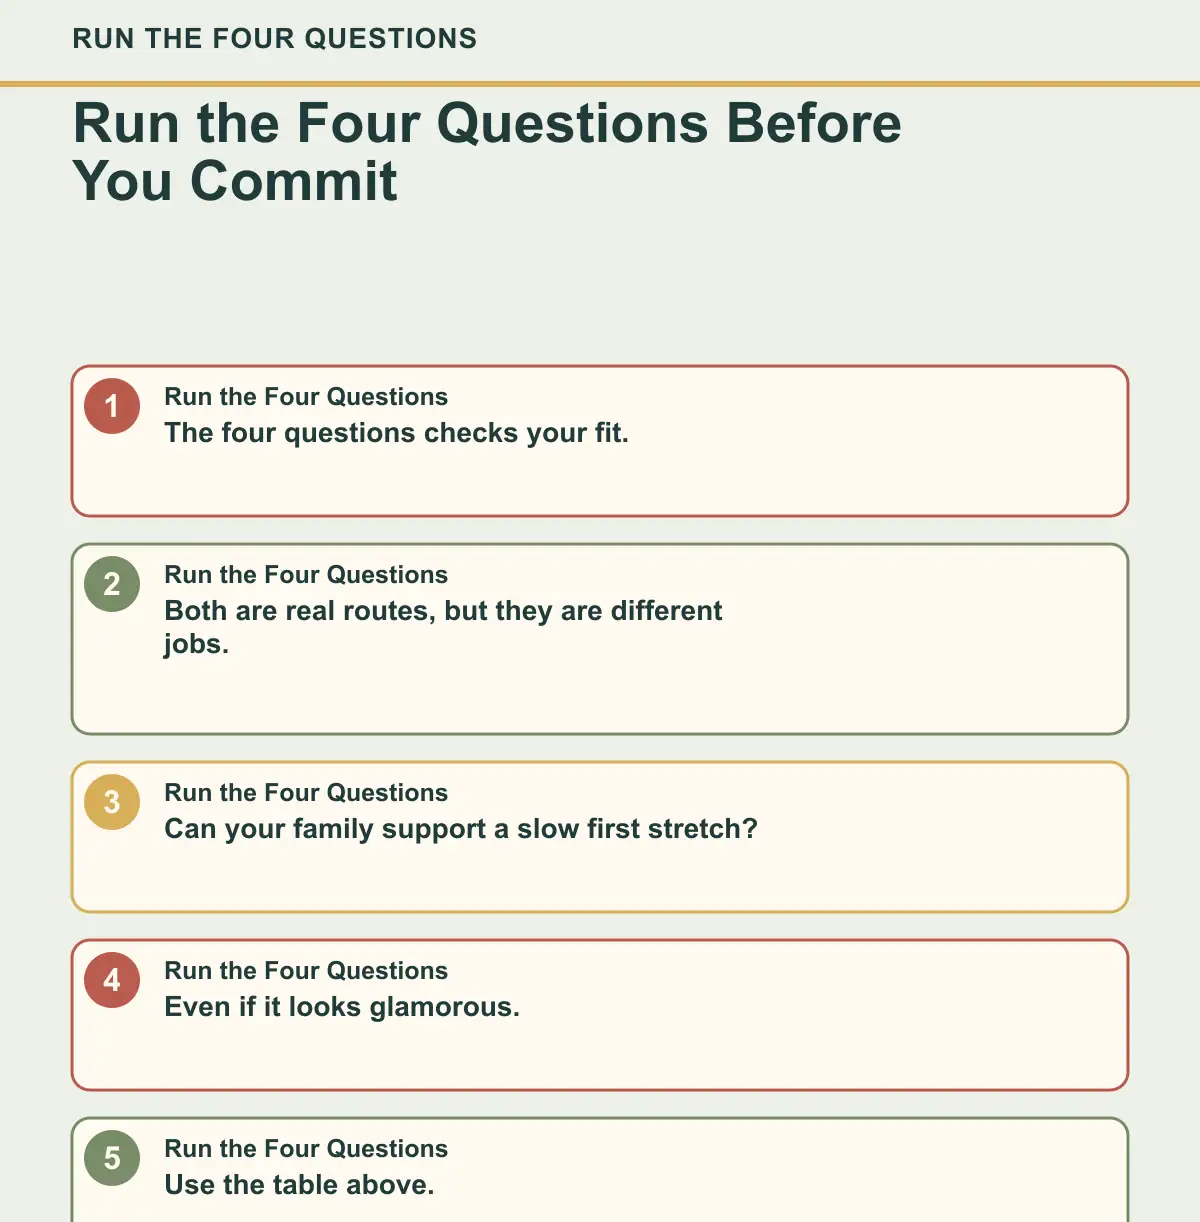 RUN THE FOUR QUESTIONS
Run the Four Questions Before
You Commit
1
Run the Four Questions
The four questions checks your fit.
2
Run the Four Questions
Both are real routes, but they are different
jobs.
3
Run the Four Questions
Can your family support a slow first stretch?
4
Run the Four Questions
Even if it looks glamorous.
5
Run the Four Questions
Use the table above.